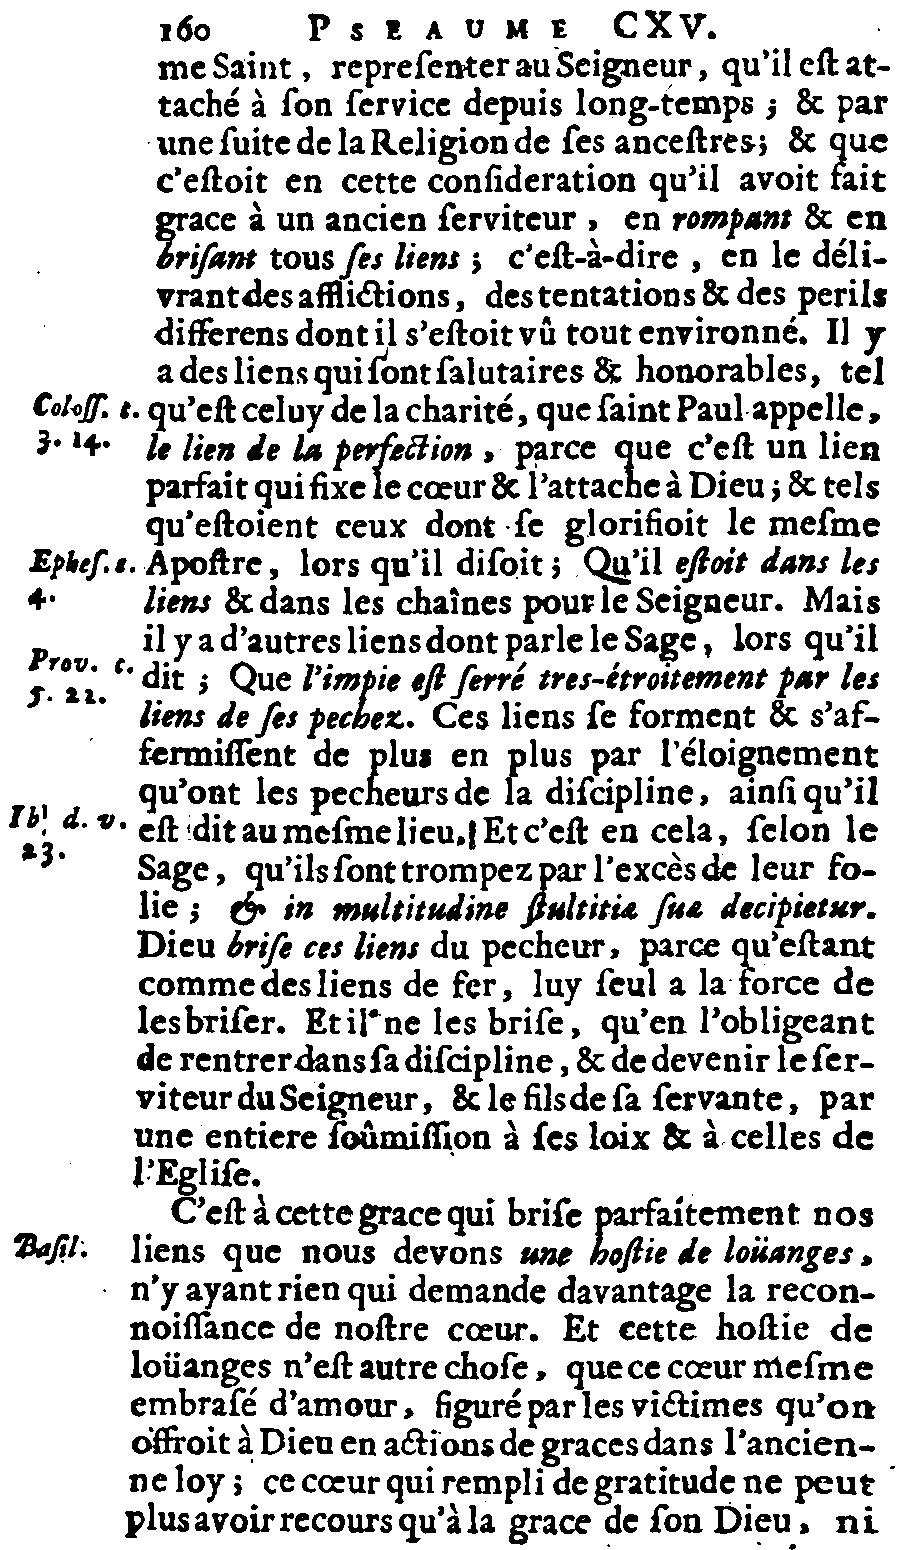 160 PSEAUME CXV.
me Saint, repreſenter au Seigneur, qu'il eſt at-
taché à ſon ſervice depuis long-temps ; & par
une ſuite de la Religion de ſes anceſtres ; & que
c'eſtoit en cette conſideration qu'il avoit fait
grace à un ancien ſerviteur, en rompant & en
briſant tous ſes liens ; c'eſt-à-dire, en le déli-
vrant des afflictions, des tentations & des perils
differens dont il s'eſtoit vû tout environné. Il y
a des liens qui ſont ſalutaires & honorables, tel
Coloſſ. c. qu'eſt celuy de la charité, que ſaint Paul appelle,
3. 14. le lien de la perfection, parce que c'eſt un lien
parfait qui fixe le cœur & l'attache à Dieu ; & tels
qu'eſtoient ceux dont ſe glorifioit le meſme
Epheſ. c. Apoſtre, lors qu'il diſoit ; Qu'il eſtoit dans les
4. liens & dans les chaînes pour le Seigneur. Mais
il y a d'autres liens dont parle le Sage, lors qu'il
Prov. c. dit ; Que l'impie eſt ſerré tres-étroitement par les
5. 22. liens de ſes pechez. Ces liens ſe forment & s'af-
fermiſſent de plus en plus par l'éloignement
qu'ont les pecheurs de la diſcipline, ainſi qu'il
Ibid. v. eſt dit au meſme lieu. Et c'eſt en cela, ſelon le
23. Sage, qu'ils ſont trompez par l'excès de leur fo-
lie ; & in multitudine ſtultitiæ ſuæ decipietur.
Dieu briſe ces liens du pecheur, parce qu'eſtant
comme des liens de fer, luy ſeul a la force de
les briſer. Et il ne les briſe, qu'en l'obligeant
de rentrer dans ſa diſcipline, & de devenir le ſer-
viteur du Seigneur, & le fils de ſa ſervante, par
une entiere ſoûmiſſion à ſes loix & à celles de
l'Egliſe.
C'eſt à cette grace qui briſe parfaitement nos
Baſil. liens que nous devons une hoſtie de loüanges,
n'y ayant rien qui demande davantage la recon-
noiſſance de noſtre cœur. Et cette hoſtie de
loüanges n'eſt autre choſe, que ce cœur meſme
embraſé d'amour, figuré par les victimes qu'on
offroit à Dieu en actions de graces dans l'ancien-
ne loy ; ce cœur qui rempli de gratitude ne peut
plus avoir recours qu'à la grace de ſon Dieu, ni